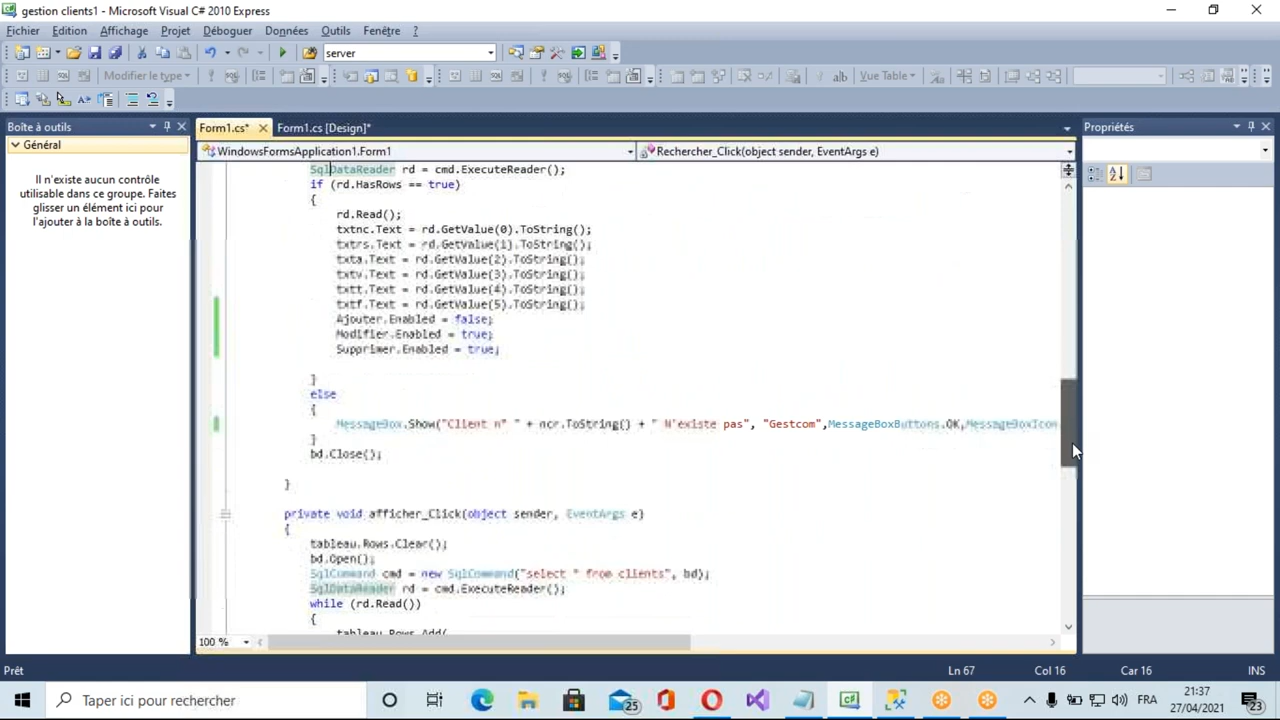 gestion clients1 - Microsoft Visual C# 2010 Express
Fichier Edition Affichage Projet Déboguer Données Outils Fenêtre ?
server
Modifier le type
Vue Table
Boîte à outils
Form1.cs*
Form1.cs [Design]*
Propriétés
Général
WindowsFormsApplication1.Form1
Rechercher_Click(object sender, EventArgs e)
Il n'existe aucun contrôle
utilisable dans ce groupe. Faites
glisser un élément ici pour
l'ajouter à la boîte à outils.
SqlDataReader rd = cmd.ExecuteReader();
if (rd.HasRows == true)
{
rd.Read();
txtnc.Text = rd.GetValue(0).ToString();
txtrs.Text = rd.GetValue(1).ToString();
txta.Text = rd.GetValue(2).ToString();
txtv.Text = rd.GetValue(3).ToString();
txtt.Text = rd.GetValue(4).ToString();
txtf.Text = rd.GetValue(5).ToString();
Ajouter.Enabled = false;
Modifier.Enabled = true;
Supprimer.Enabled = true;
}
else
{
MessageBox.Show("Client n° " + ncr.ToString() + " N'existe pas", "Gestcom",MessageBoxButtons.OK,MessageBoxIcon.
}
bd.Close();
}
private void afficher_Click(object sender, EventArgs e)
{
tableau.Rows.Clear();
bd.Open();
SqlCommand cmd = new SqlCommand("select * from clients", bd);
SqlDataReader rd = cmd.ExecuteReader();
while (rd.Read())
{
tableau.Rows.Add(
100 %
Prêt
Ln 67
Col 16
Car 16
INS
Taper ici pour rechercher
25
FRA
21:37
27/04/2021
23